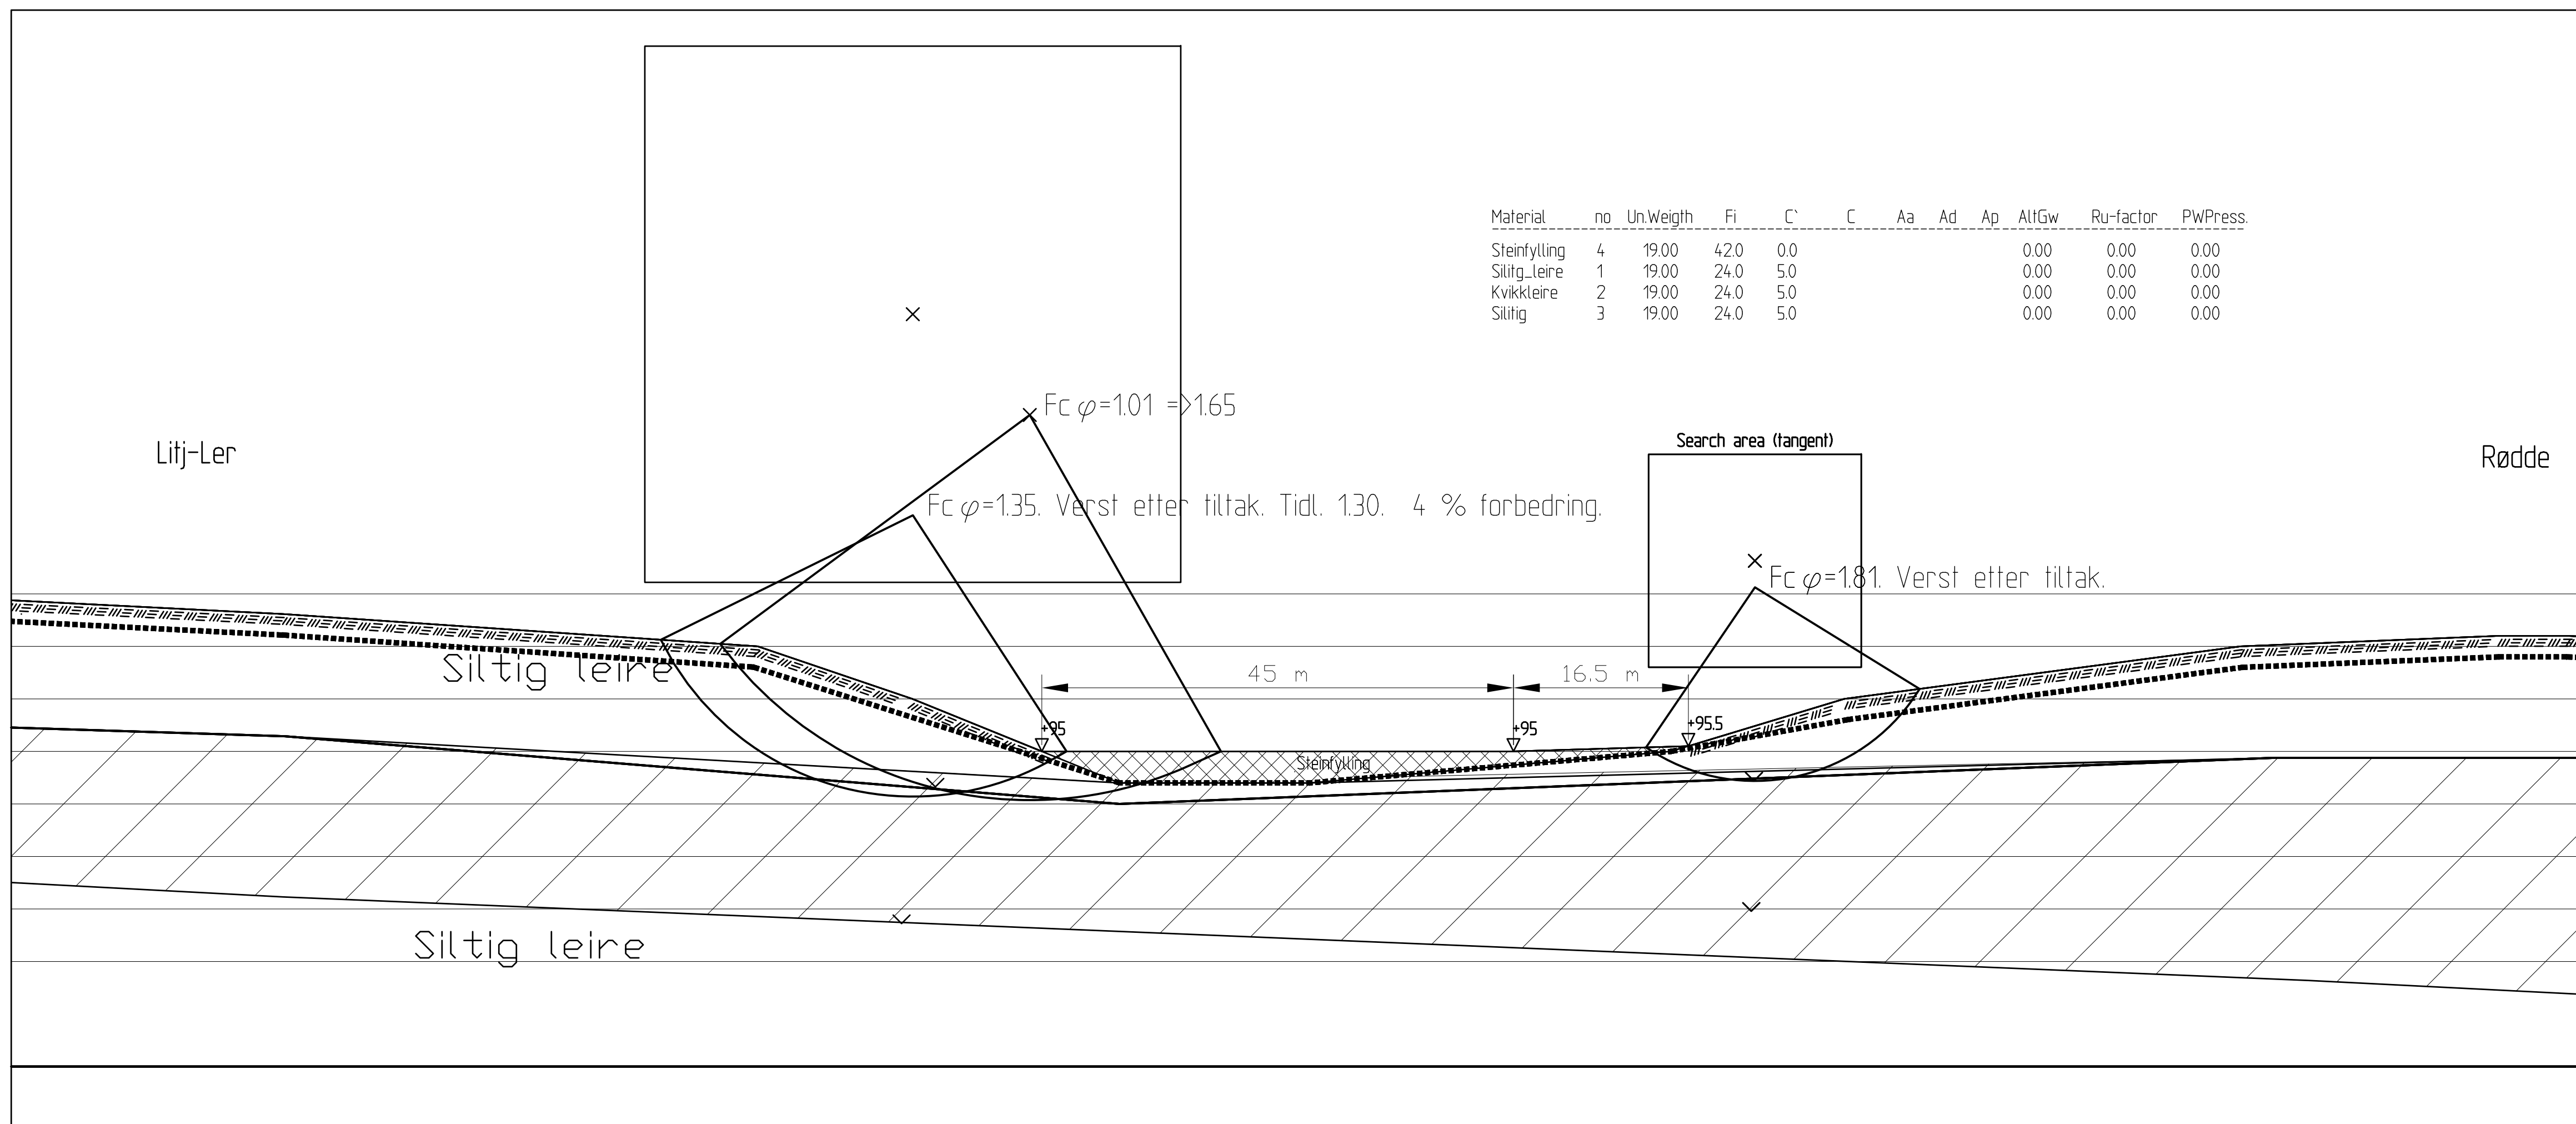 Material no Un.Weigth Fi C` C Aa Ad Ap AltGw Ru-factor PWPress.
Steinfylling 4 19.00 42.0 0.0 0.00 0.00 0.00
Silitg_leire 1 19.00 24.0 5.0 0.00 0.00 0.00
Kvikkleire 2 19.00 24.0 5.0 0.00 0.00 0.00
Silitig 3 19.00 24.0 5.0 0.00 0.00 0.00
Fc φ=1.01 =>1.65
Litj-Ler
Search area (tangent)
Rødde
Fc φ=1.35. Verst etter tiltak. Tidl. 1.30. 4 % forbedring.
Fc φ=1.81. Verst etter tiltak.
Siltig leire
45 m
16.5 m
+95
+95
+95.5
Steinfylling
Siltig leire